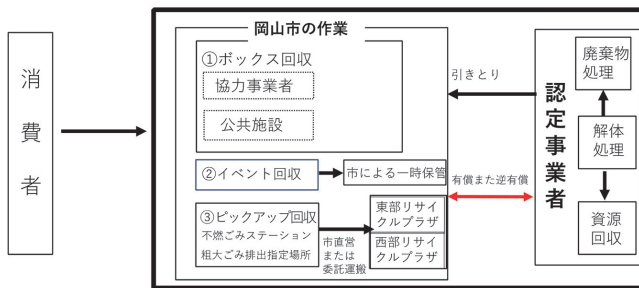 消費者
岡山市の作業
①ボックス回収
協力事業者
公共施設
②イベント回収
市による一時保管
③ピックアップ回収
不燃ごみステーション
粗大ごみ排出指定場所
市直営
または
委託運搬
東部リサイ
クルプラザ
西部リサイ
クルプラザ
引きとり
有償また逆有償
認定事業者
廃棄物
処理
解体
処理
資源
回収